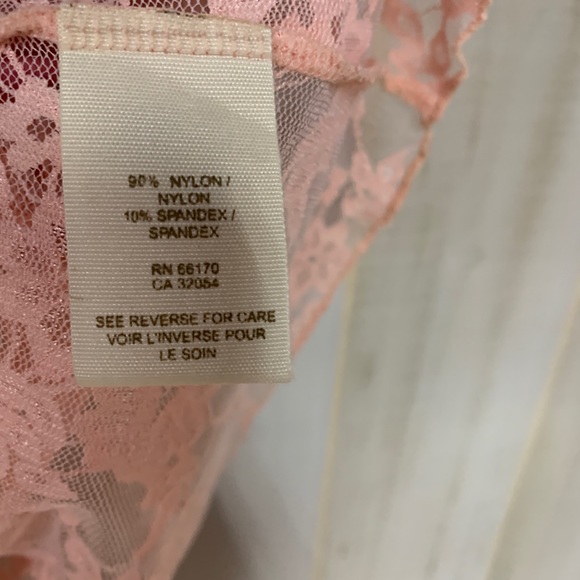 90% NYLON /
NYLON
10% SPANDEX /
SPANDEX
RN 66170
CA 32054
SEE REVERSE FOR CARE
VOIR L'INVERSE POUR
LE SOIN